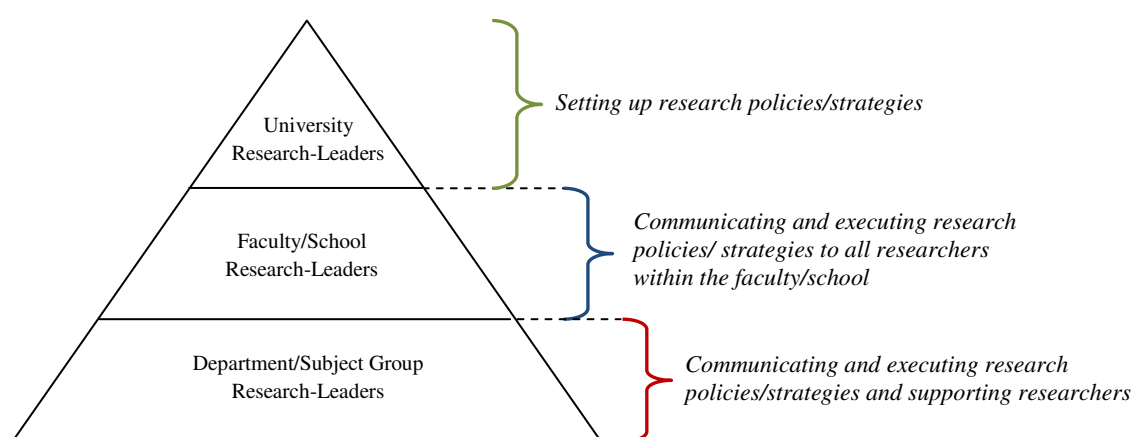 University
Research-Leaders
Setting up research policies/strategies
Faculty/School
Research-Leaders
Communicating and executing research
policies/ strategies to all researchers
within the faculty/school
Department/Subject Group
Research-Leaders
Communicating and executing research
policies/strategies and supporting researchers